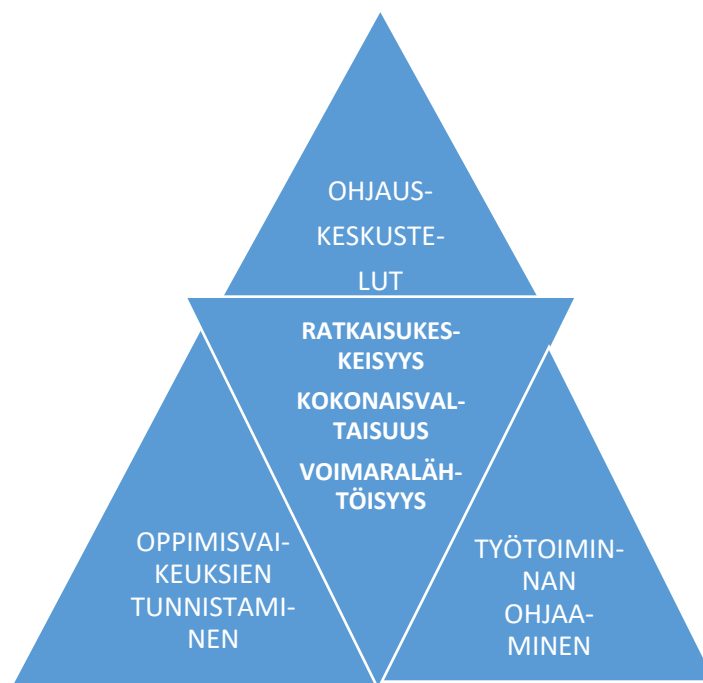 OHJAUS-
KESKUSTE-
LUT
RATKAISUKES-
KEISYYS
KOKONAISVAL-
TAISUUS
VOIMARALÄH-
TÖISYYS
OPPIMISVAI-
KEUKSIEN
TUNNISTAMI-
NEN
TYÖTOIMIN-
NAN
OHJAA-
MINEN